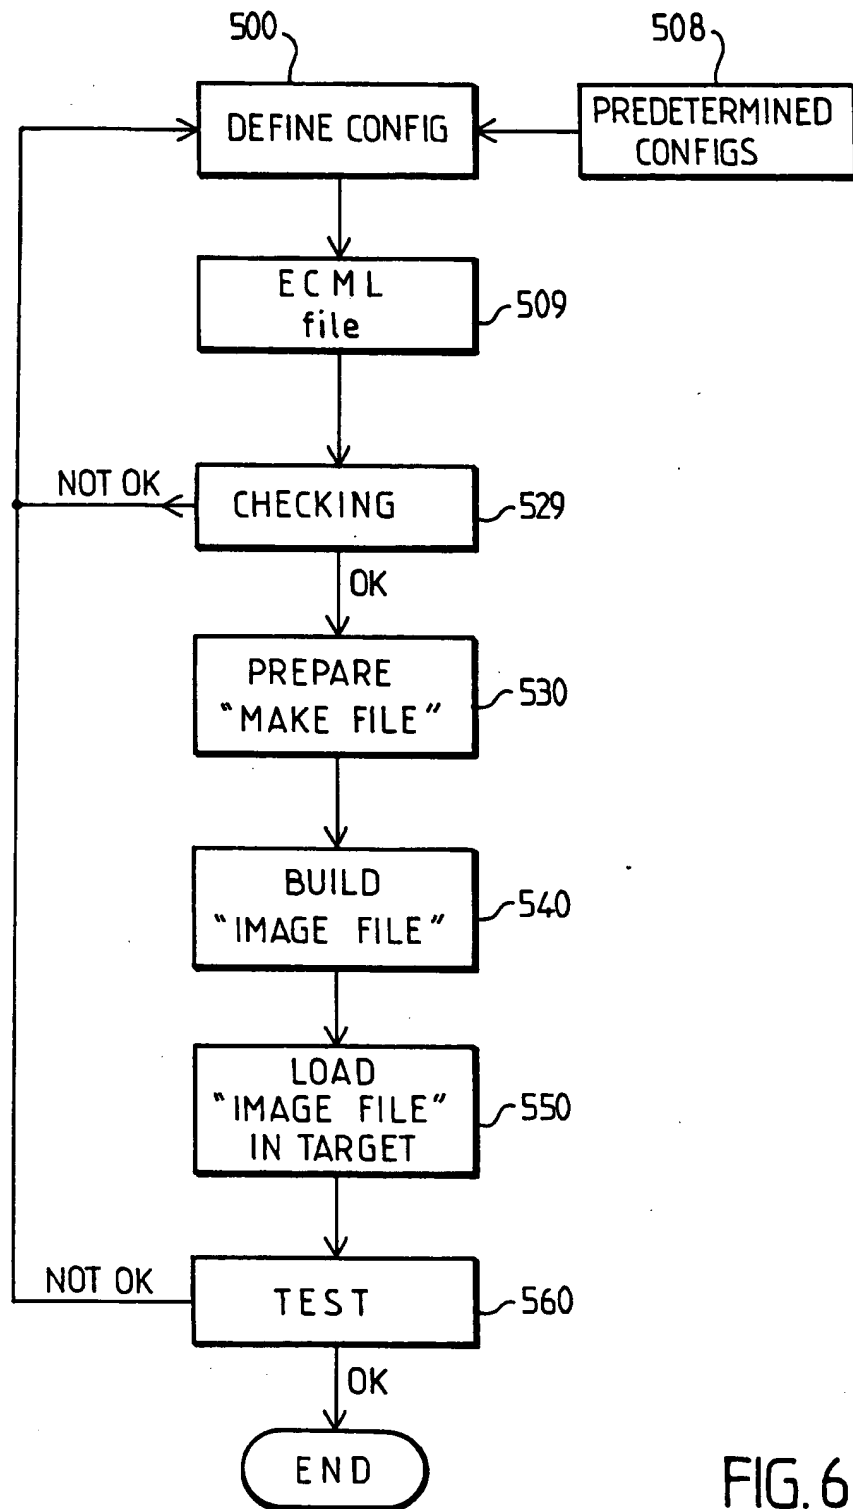 500
508
DEFINE CONFIG
PREDETERMINED
CONFIGS
ECML
file
509
NOT OK
CHECKING
529
OK
PREPARE
"MAKE FILE"
530
BUILD
"IMAGE FILE"
540
LOAD
"IMAGE FILE"
IN TARGET
550
NOT OK
TEST
560
OK
END
FIG. 6